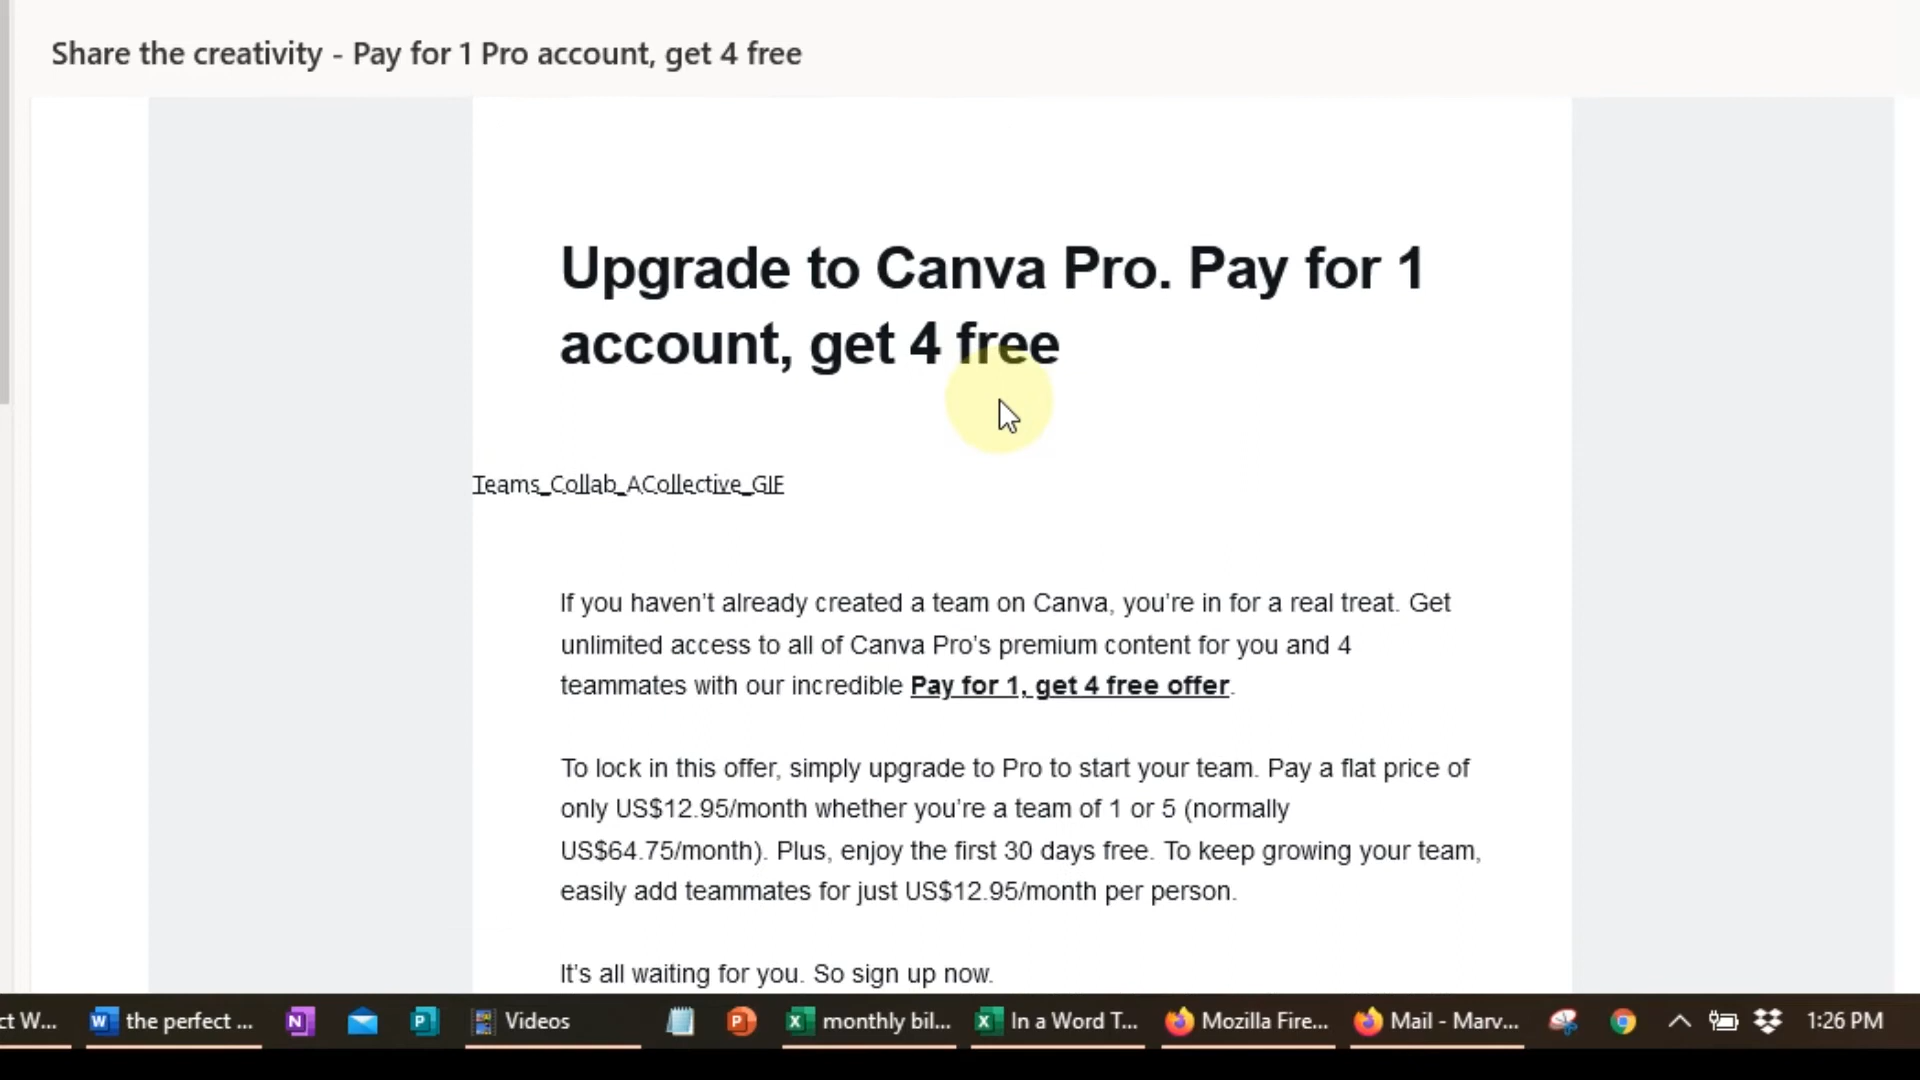 Share the creativity - Pay for 1 Pro account, get 4 free
Upgrade to Canva Pro. Pay for 1
account, get 4 free
Teams_Collab_ACollective_GIF
If you haven’t already created a team on Canva, you’re in for a real treat. Get
unlimited access to all of Canva Pro’s premium content for you and 4
teammates with our incredible Pay for 1, get 4 free offer.
To lock in this offer, simply upgrade to Pro to start your team. Pay a flat price of
only US$12.95/month whether you’re a team of 1 or 5 (normally
US$64.75/month). Plus, enjoy the first 30 days free. To keep growing your team,
easily add teammates for just US$12.95/month per person.
It’s all waiting for you. So sign up now.
ct W... the perfect ... Videos monthly bil... In a Word T... Mozilla Fire... Mail - Marv... 1:26 PM